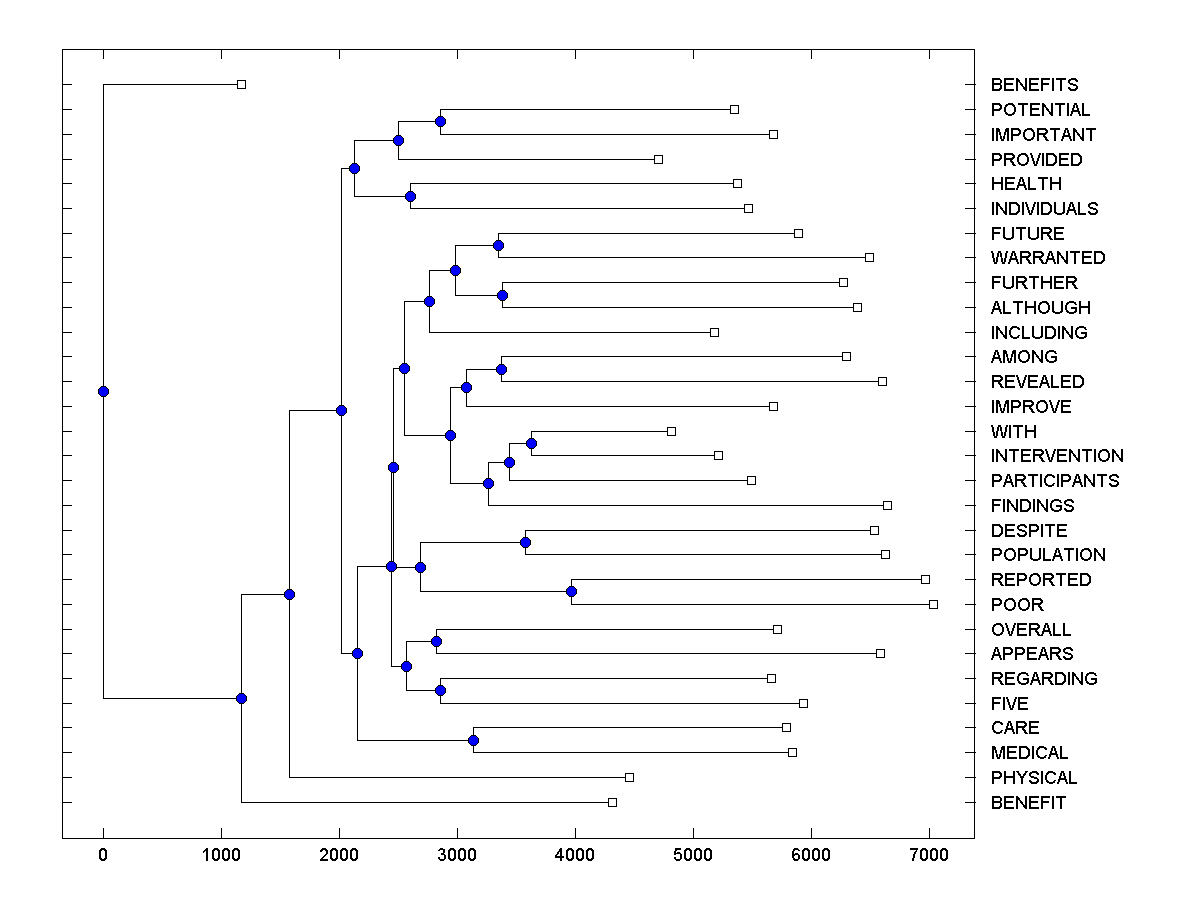 BENEFITS
POTENTIAL
IMPORTANT
PROVIDED
HEALTH
INDIVIDUALS
FUTURE
WARRANTED
FURTHER
ALTHOUGH
INCLUDING
AMONG
REVEALED
IMPROVE
WITH
INTERVENTION
PARTICIPANTS
FINDINGS
DESPITE
POPULATION
REPORTED
POOR
OVERALL
APPEARS
REGARDING
FIVE
CARE
MEDICAL
PHYSICAL
BENEFIT
0 1000 2000 3000 4000 5000 6000 7000